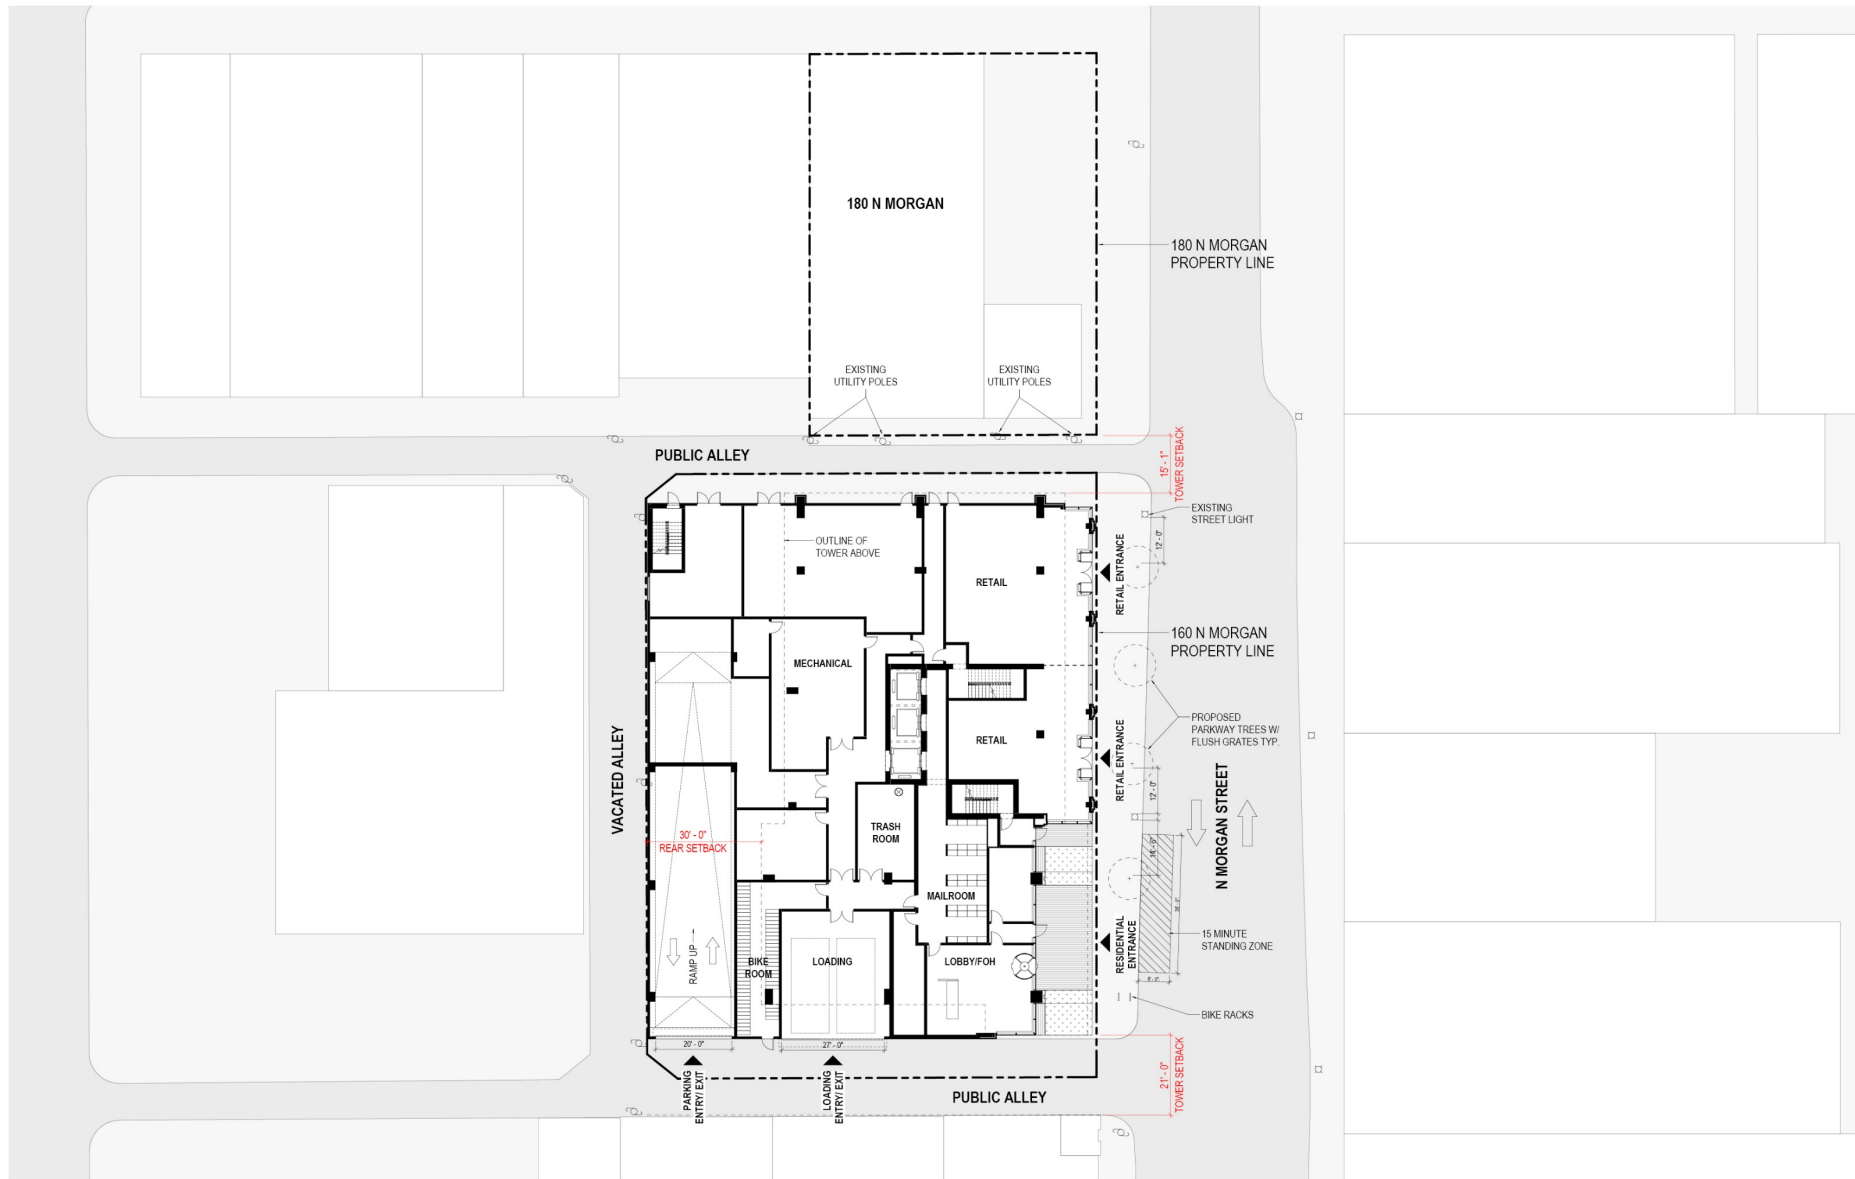 180 N MORGAN
180 N MORGAN
PROPERTY LINE
EXISTING
UTILITY POLES
EXISTING
UTILITY POLES
PUBLIC ALLEY
15' - 1"
TOWER SETBACK
EXISTING
STREET LIGHT
12' - 0"
OUTLINE OF
TOWER ABOVE
RETAIL
RETAIL ENTRANCE
160 N MORGAN
PROPERTY LINE
MECHANICAL
PROPOSED
PARKWAY TREES W/
FLUSH GRATES TYP.
RETAIL
RETAIL ENTRANCE
VACATED ALLEY
12' - 0"
N MORGAN STREET
30' - 0"
REAR SETBACK
TRASH
ROOM
MAILROOM
RESIDENTIAL
ENTRANCE
15 MINUTE
STANDING ZONE
RAMP UP
BIKE
ROOM
LOADING
LOBBY/FOH
8' - 0"
BIKE RACKS
20' - 0"
27' - 0"
PARKING
ENTRY/ EXIT
LOADING
ENTRY/ EXIT
21' - 0"
TOWER SETBACK
PUBLIC ALLEY